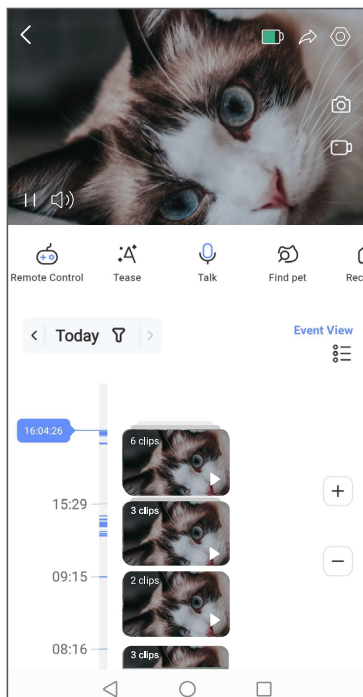 Remote Control
Tease
Talk
Find pet
Rec
Today
Event View
16:04:26
6 clips
15:29
3 clips
09:15
2 clips
08:16
3 clips